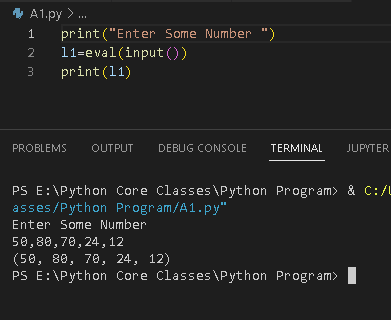 A1.py > ...
1 print("Enter Some Number ")
2 l1=eval(input())
3 print(l1)
PROBLEMS OUTPUT DEBUG CONSOLE TERMINAL JUPYTER
PS E:\Python Core Classes\Python Program> & C:/U
asses/Python Program/A1.py"
Enter Some Number
50,80,70,24,12
(50, 80, 70, 24, 12)
PS E:\Python Core Classes\Python Program>